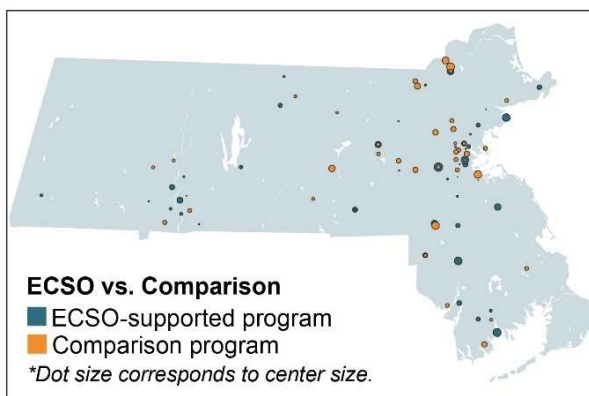 ECSO vs. Comparison
ECSO-supported program
Comparison program
*Dot size corresponds to center size.